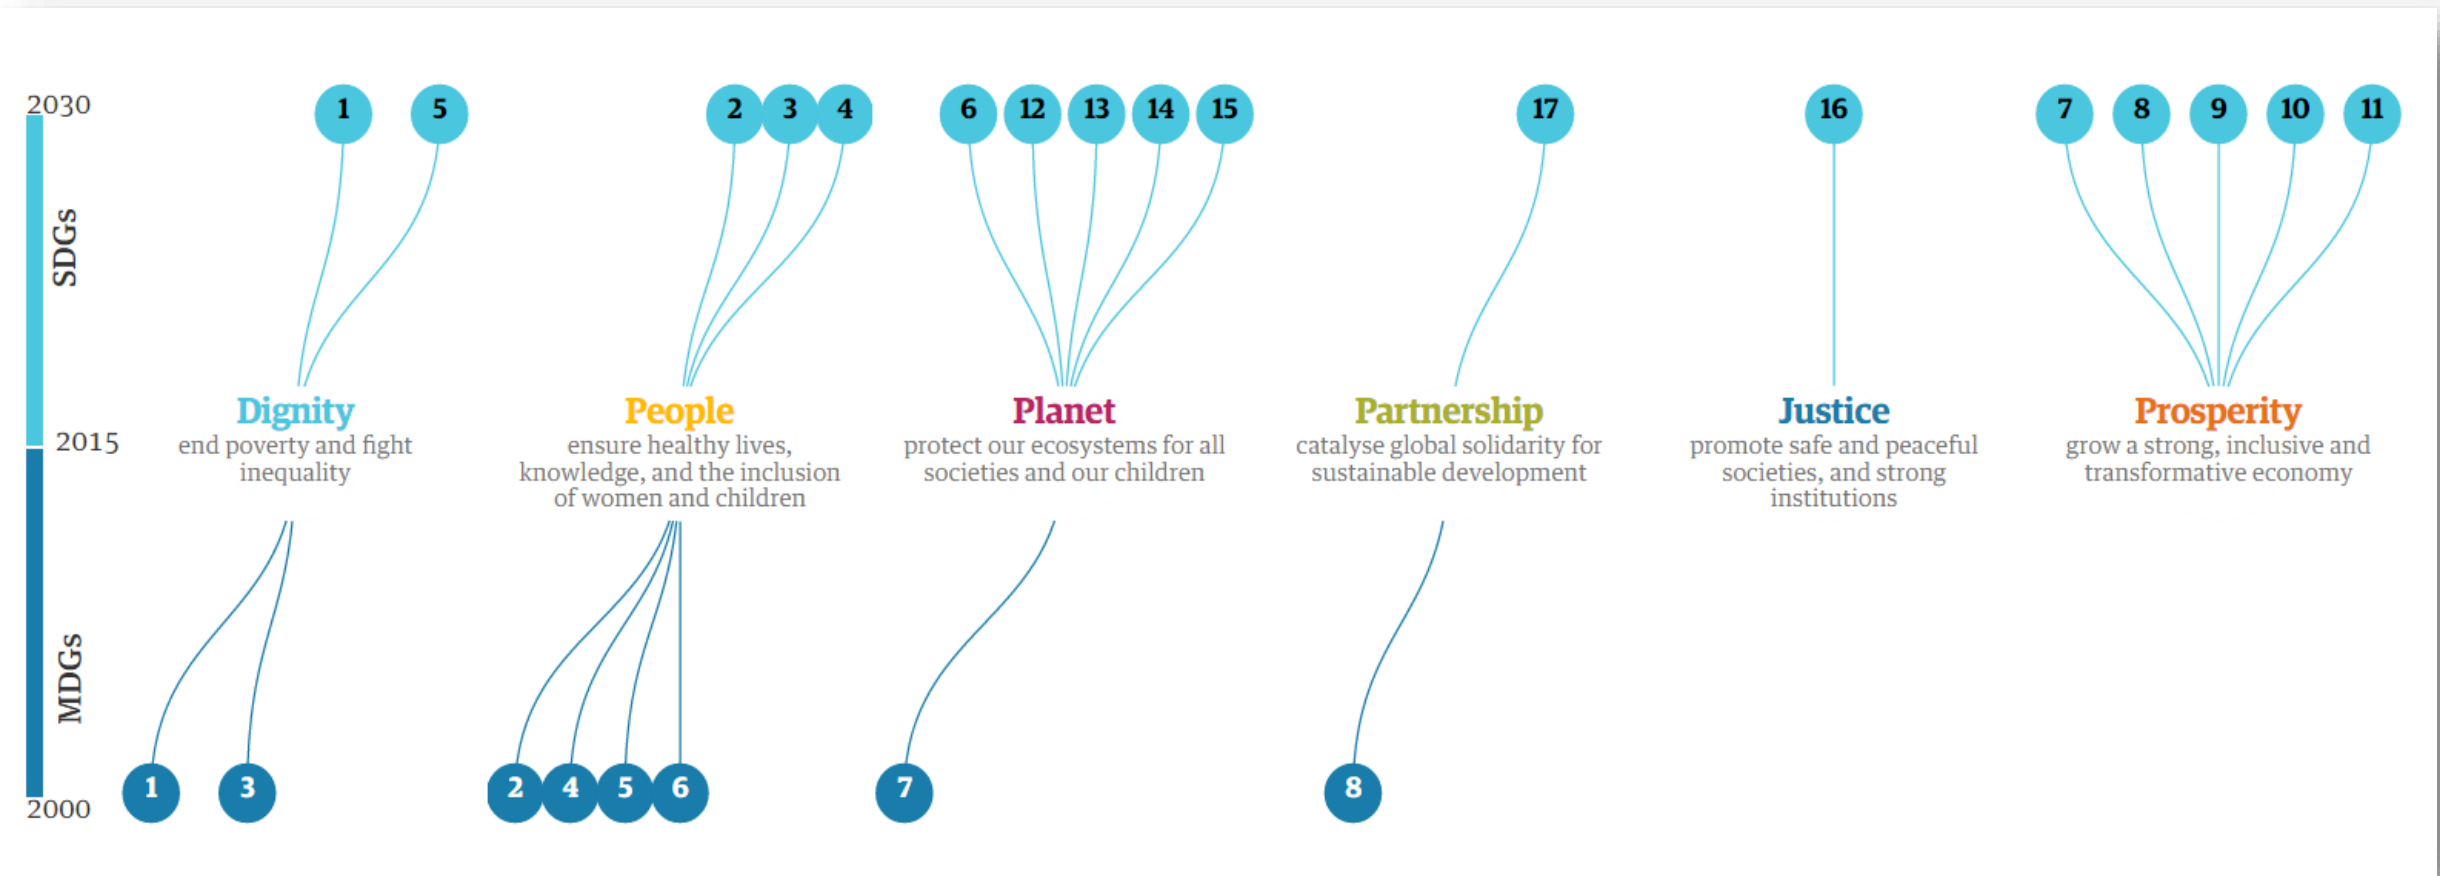 2030
1
5
2
3
4
6
12
13
14
15
17
16
7
8
9
10
11
SDGs
Dignity
end poverty and fight
inequality
People
ensure healthy lives,
knowledge, and the inclusion
of women and children
Planet
protect our ecosystems for all
societies and our children
Partnership
catalyse global solidarity for
sustainable development
Justice
promote safe and peaceful
societies, and strong
institutions
Prosperity
grow a strong, inclusive and
transformative economy
2015
MDGs
1
3
2
4
5
6
7
8
2000